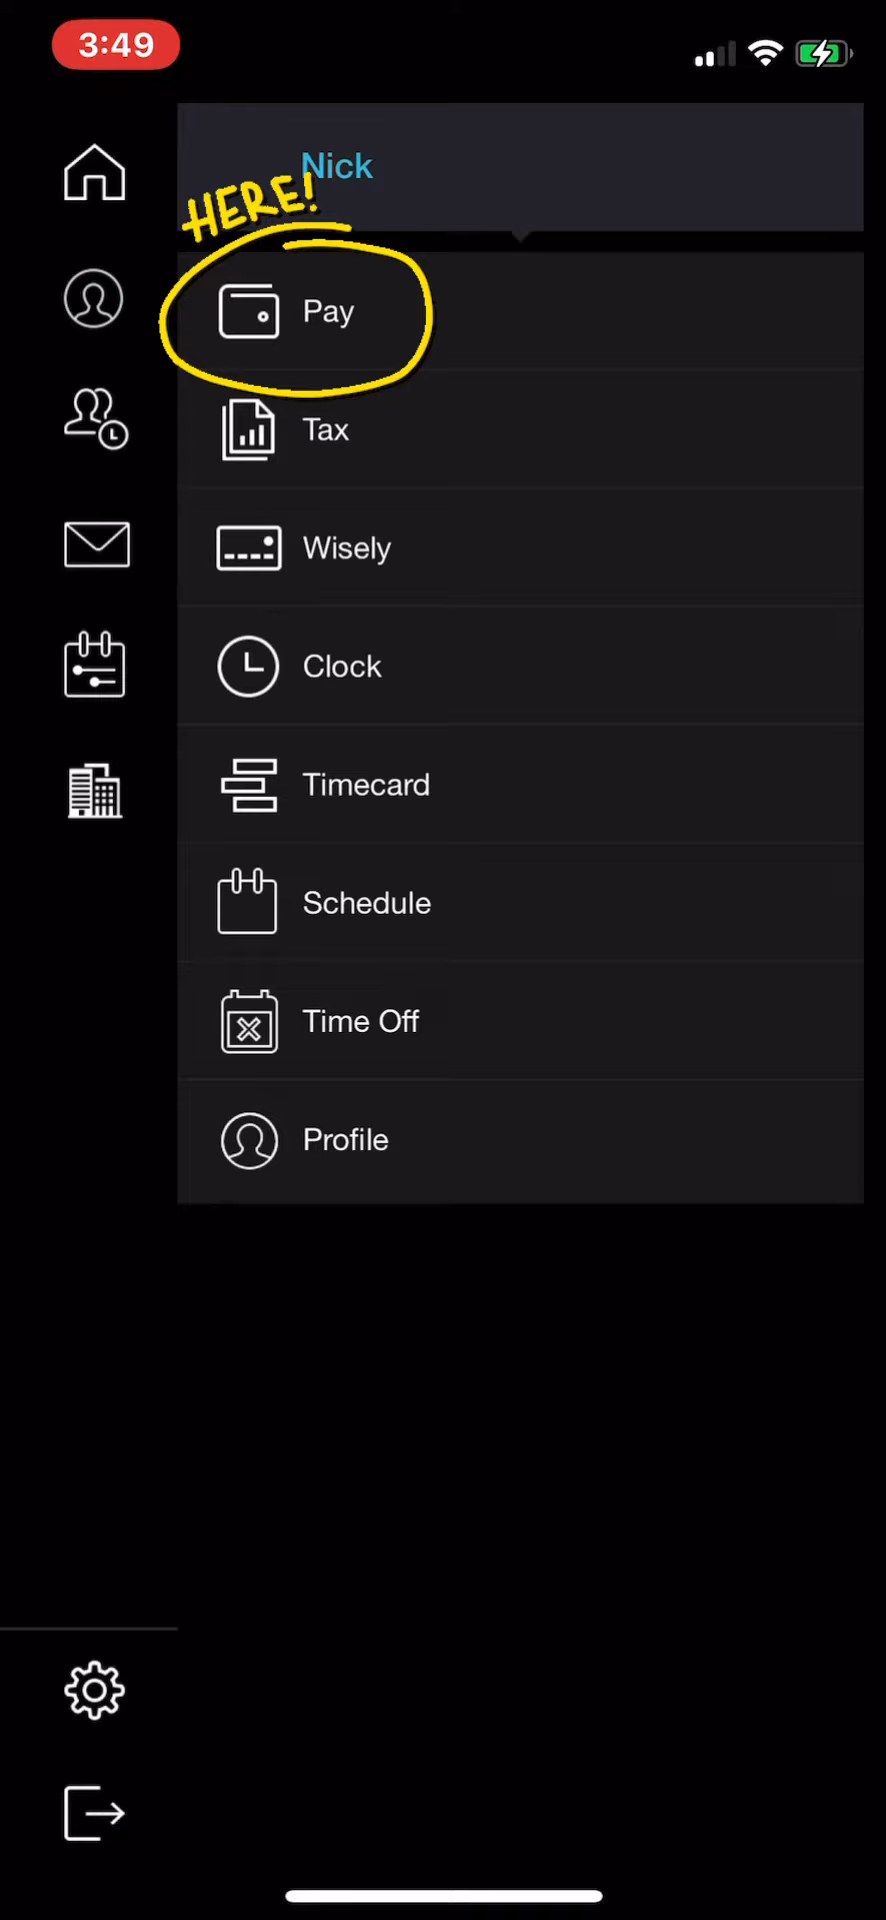 3:49
Nick
HERE!
Pay
Tax
Wisely
Clock
Timecard
Schedule
Time Off
Profile